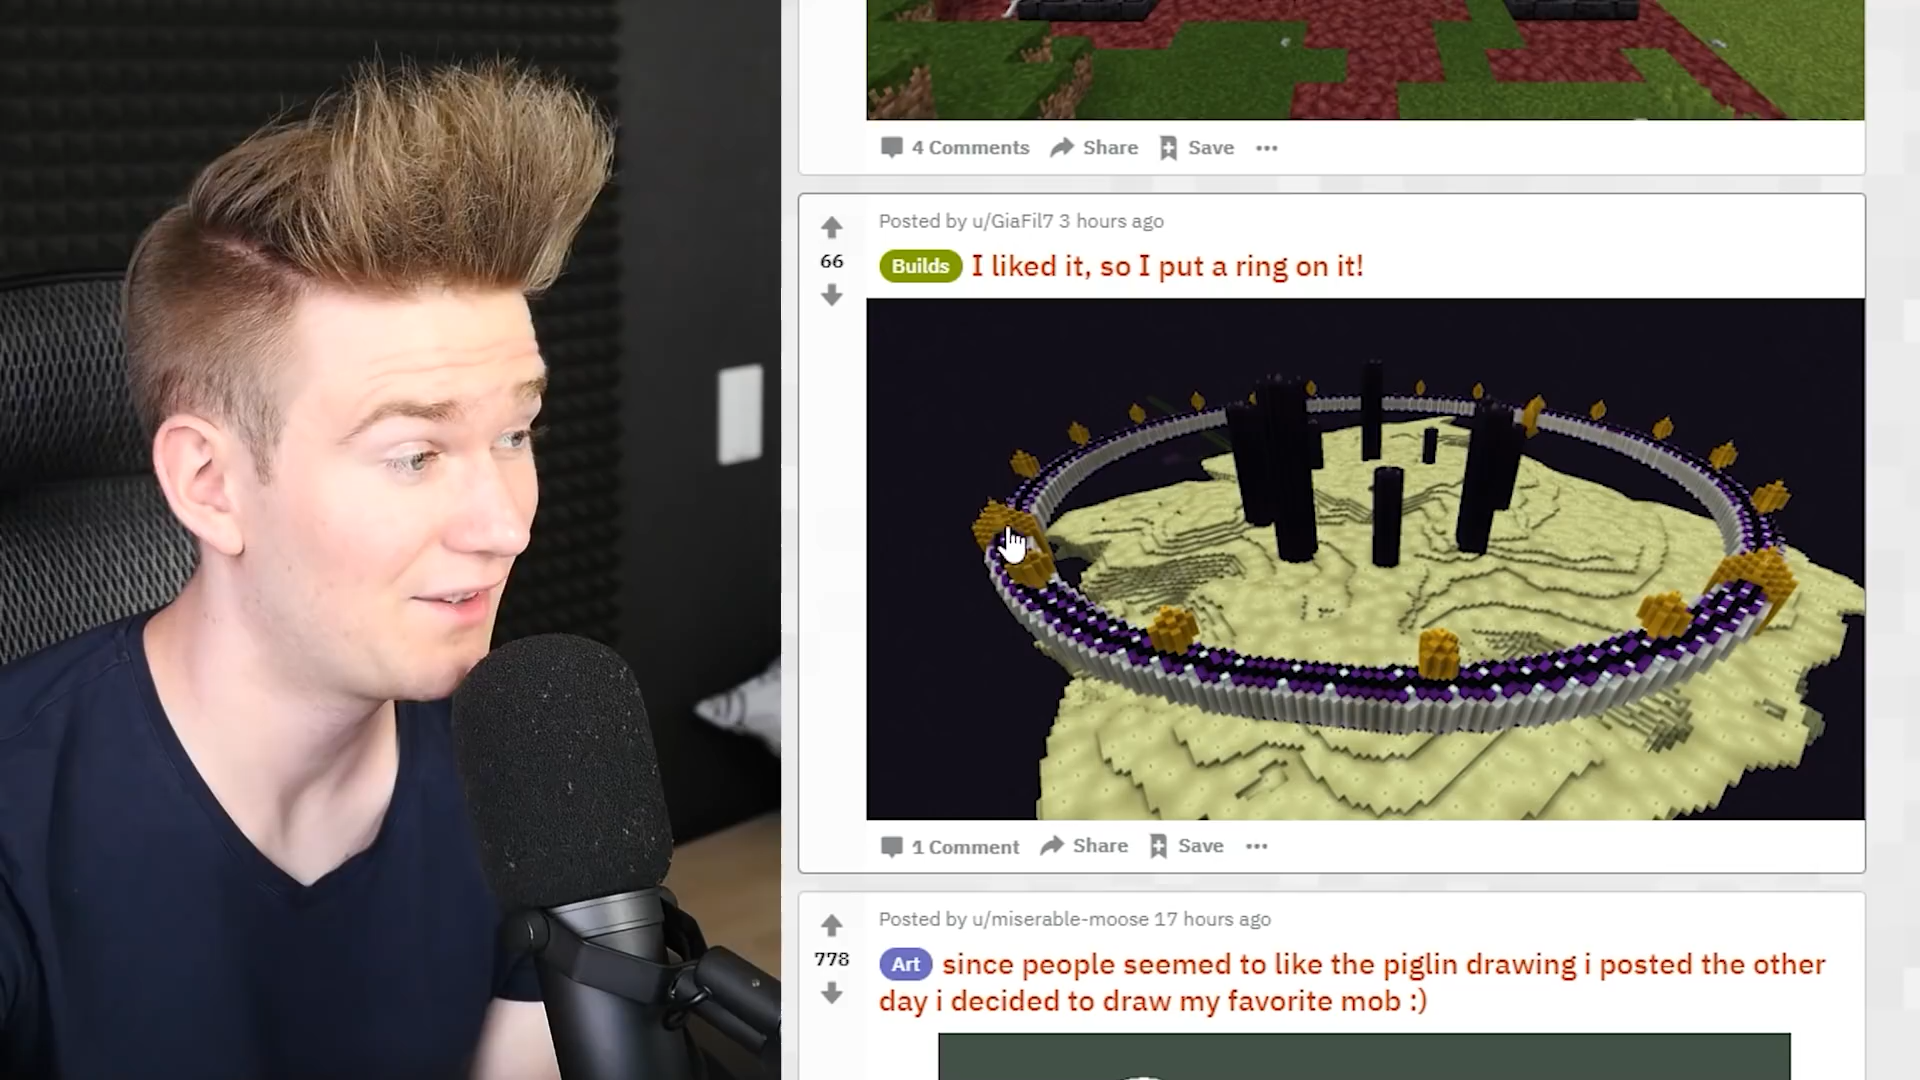 4 Comments Share Save
Posted by u/GiaFil7 3 hours ago
66
Builds I liked it, so I put a ring on it!
1 Comment Share Save
Posted by u/miserable-moose 17 hours ago
778
Art since people seemed to like the piglin drawing i posted the other
day i decided to draw my favorite mob :)